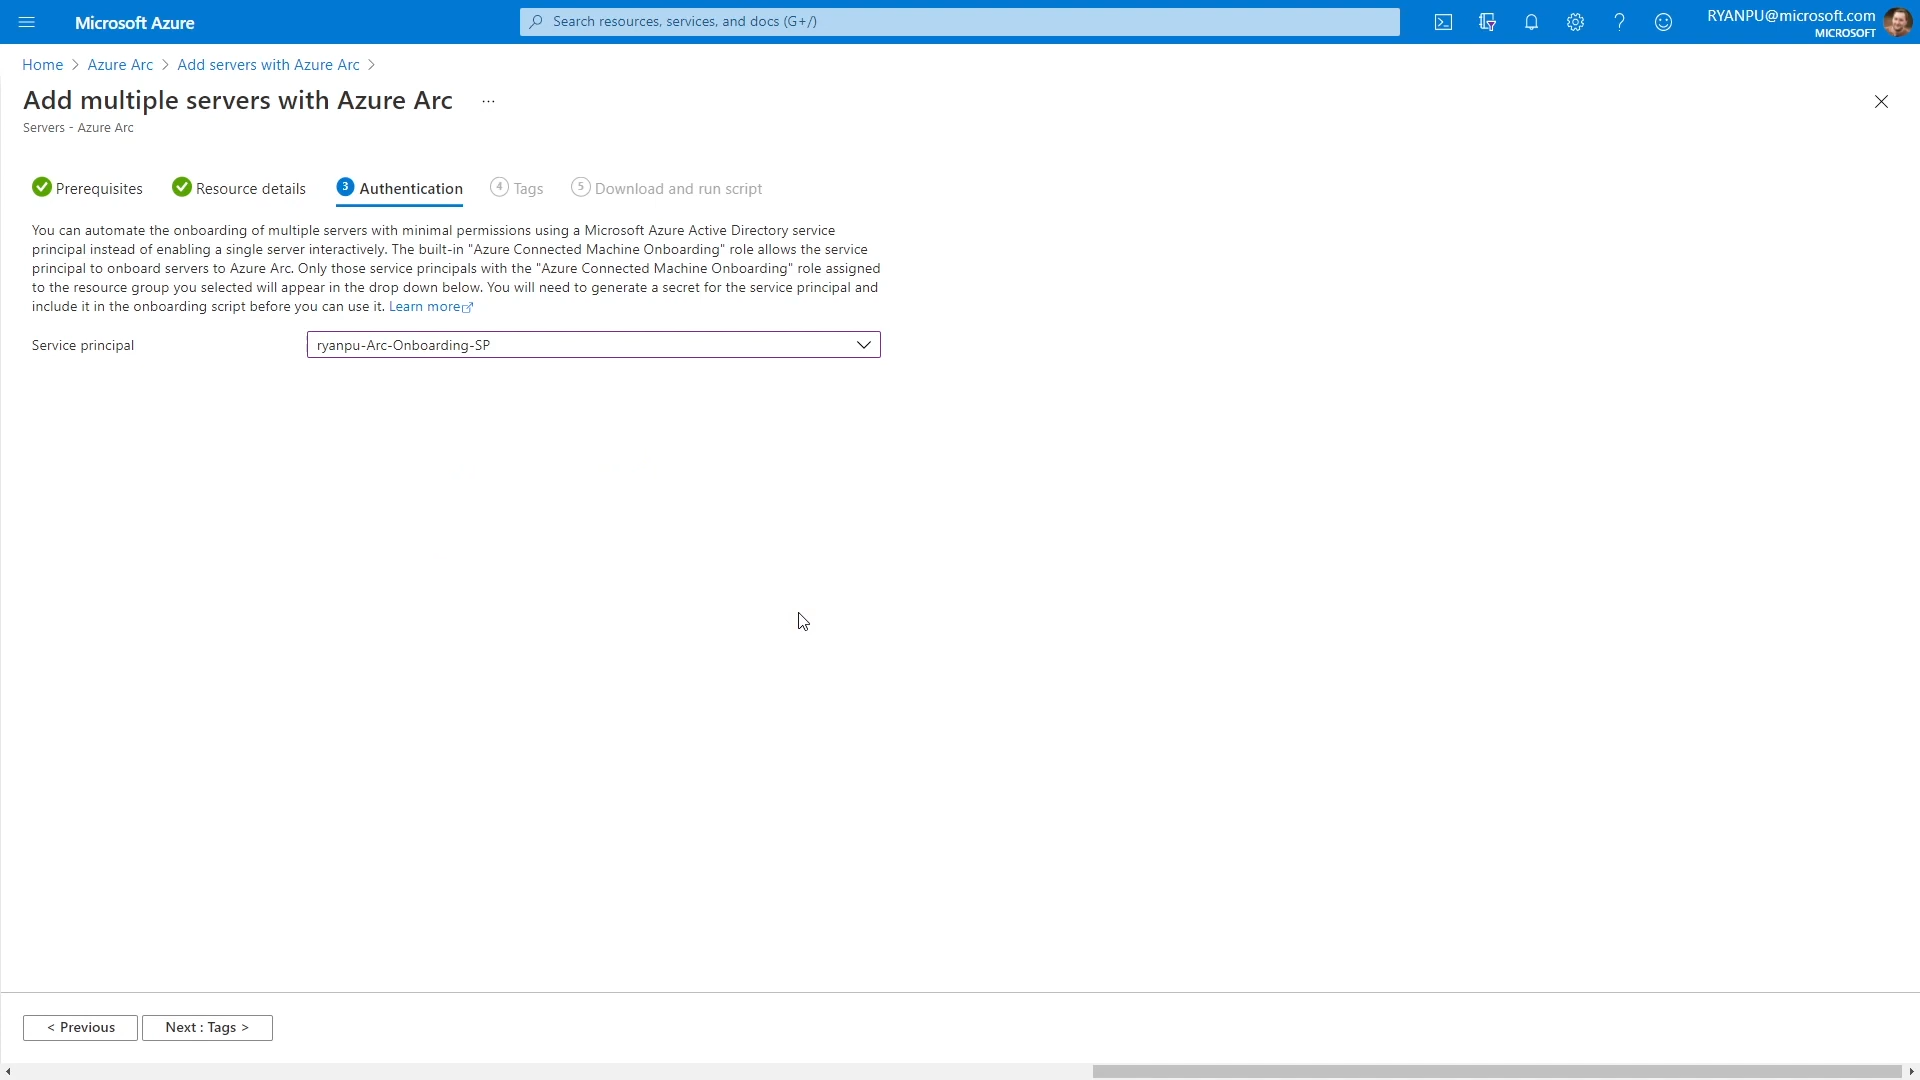 Microsoft Azure
Search resources, services, and docs (G+/)
RYANPU@microsoft.com
MICROSOFT
Home > Azure Arc > Add servers with Azure Arc >
Add multiple servers with Azure Arc ...
Servers - Azure Arc
Prerequisites
Resource details
3 Authentication
4 Tags
5 Download and run script
You can automate the onboarding of multiple servers with minimal permissions using a Microsoft Azure Active Directory service
principal instead of enabling a single server interactively. The built-in "Azure Connected Machine Onboarding" role allows the service
principal to onboard servers to Azure Arc. Only those service principals with the "Azure Connected Machine Onboarding" role assigned
to the resource group you selected will appear in the drop down below. You will need to generate a secret for the service principal and
include it in the onboarding script before you can use it. Learn more
Service principal
ryanpu-Arc-Onboarding-SP
< Previous
Next : Tags >